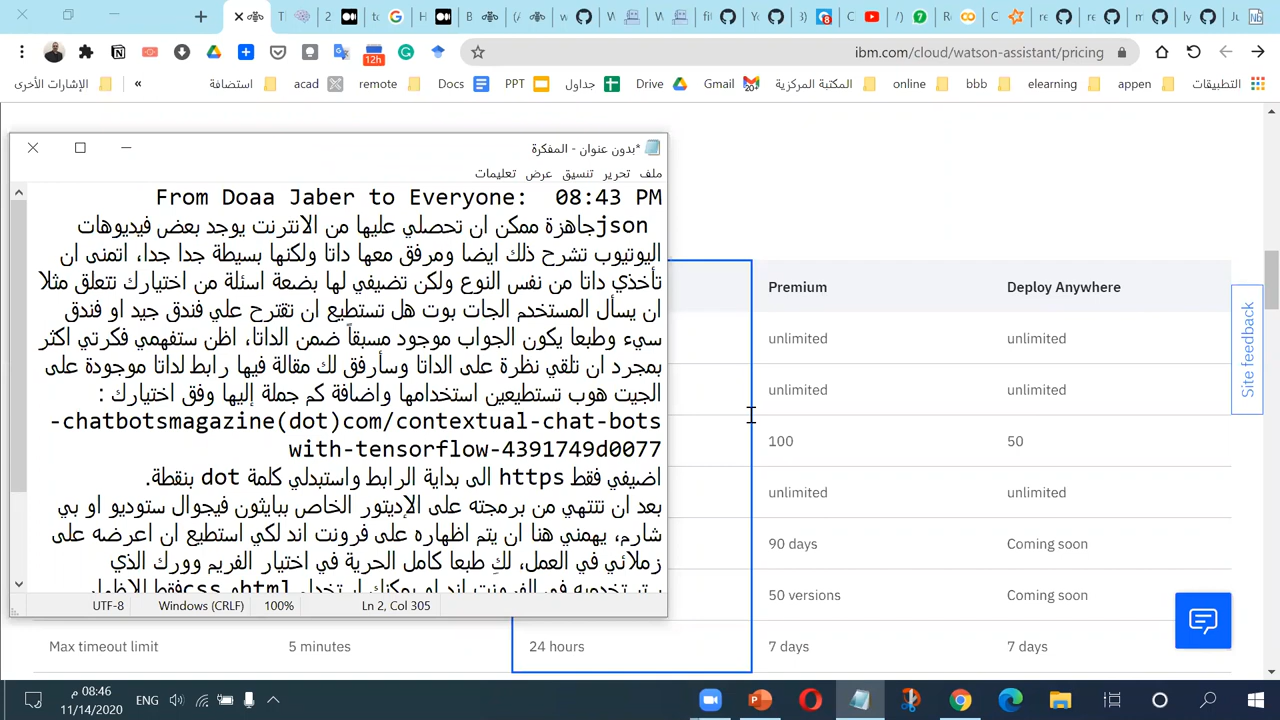 ibm.com/cloud/watson-assistant/pricing
12h
التطبيقات
appen
elearning
bbb
online
المكتبة المركزية
Gmail
Drive
جداول
PPT
Docs
remote
acad
استضافة
»
الإشارات الأخرى
*بدون عنوان - المفكرة
ملف تحرير تنسيق عرض تعليمات
From Doaa Jaber to Everyone: 08:43 PM
jsonجاهزة ممكن ان تحصلي عليها من الانترنت يوجد بعض فيديوهات
اليوتيوب تشرح ذلك ايضا ومرفق معها داتا ولكنها بسيطة جدا جدا، اتمنى ان
تأخذي داتا من نفس النوع ولكن تضيفي لها بضعة اسئلة من اختيارك تتعلق مثلا
ان يسأل المستخدم الجات بوت هل تستطيع ان تقترح علي فندق جيد او فندق
سيء وطبعا يكون الجواب موجود مسبقاً ضمن الداتا، اظن ستفهمي فكرتي اكثر
بمجرد ان تلقي نظرة على الداتا وسأرفق لك مقالة فيها رابط لداتا موجودة على
الجيت هوب تستطيعين استخدامها واضافة كم جملة إليها وفق اختيارك :
chatbotsmagazine(dot)com/contextual-chat-bots-
with-tensorflow-4391749d0077
اضيفي فقط https الى بداية الرابط واستبدلي كلمة dot بنقطة.
بعد ان تنتهي من برمجته على الإديتور الخاص ببايثون فيجوال ستوديو او بي
شارم، يهمني هنا ان يتم اظهاره على فرونت اند لكي استطيع ان اعرضه على
زملائي في العمل، لكِ طبعا كامل الحرية في اختيار الفريم وورك الذي
UTF-8
Windows (CRLF)
100%
Ln 2, Col 305
Premium
Deploy Anywhere
unlimited
unlimited
unlimited
unlimited
100
50
unlimited
unlimited
90 days
Coming soon
50 versions
Coming soon
Max timeout limit
5 minutes
24 hours
7 days
7 days
Site feedback
ENG
08:46 م
11/14/2020